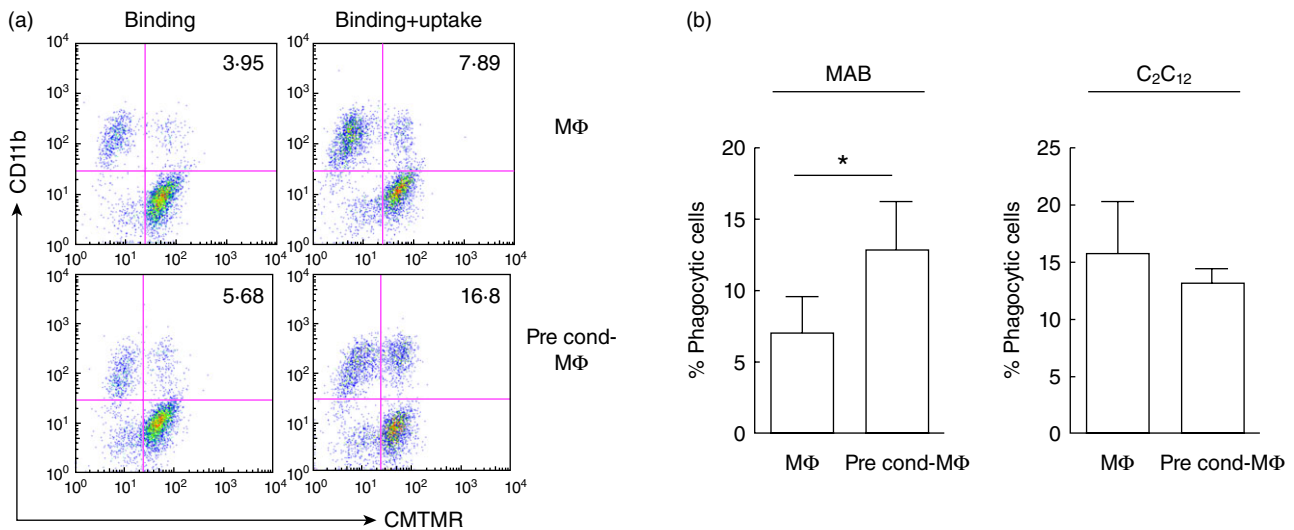 (a)
Binding
Binding+uptake
10⁴
10³
10²
10¹
10⁰
3·95
10⁰ 10¹ 10² 10³ 10⁴
10⁴
10³
10²
10¹
10⁰
7·89
10⁰ 10¹ 10² 10³ 10⁴
MΦ
10⁴
10³
10²
10¹
10⁰
5·68
10⁰ 10¹ 10² 10³ 10⁴
10⁴
10³
10²
10¹
10⁰
16·8
10⁰ 10¹ 10² 10³ 10⁴
Pre cond-
MΦ
CD11b
CMTMR
(b)
MAB
% Phagocytic cells
20
15
10
5
0
*
MΦ
Pre cond-MΦ
C₂C₁₂
% Phagocytic cells
25
20
15
10
5
0
MΦ
Pre cond-MΦ